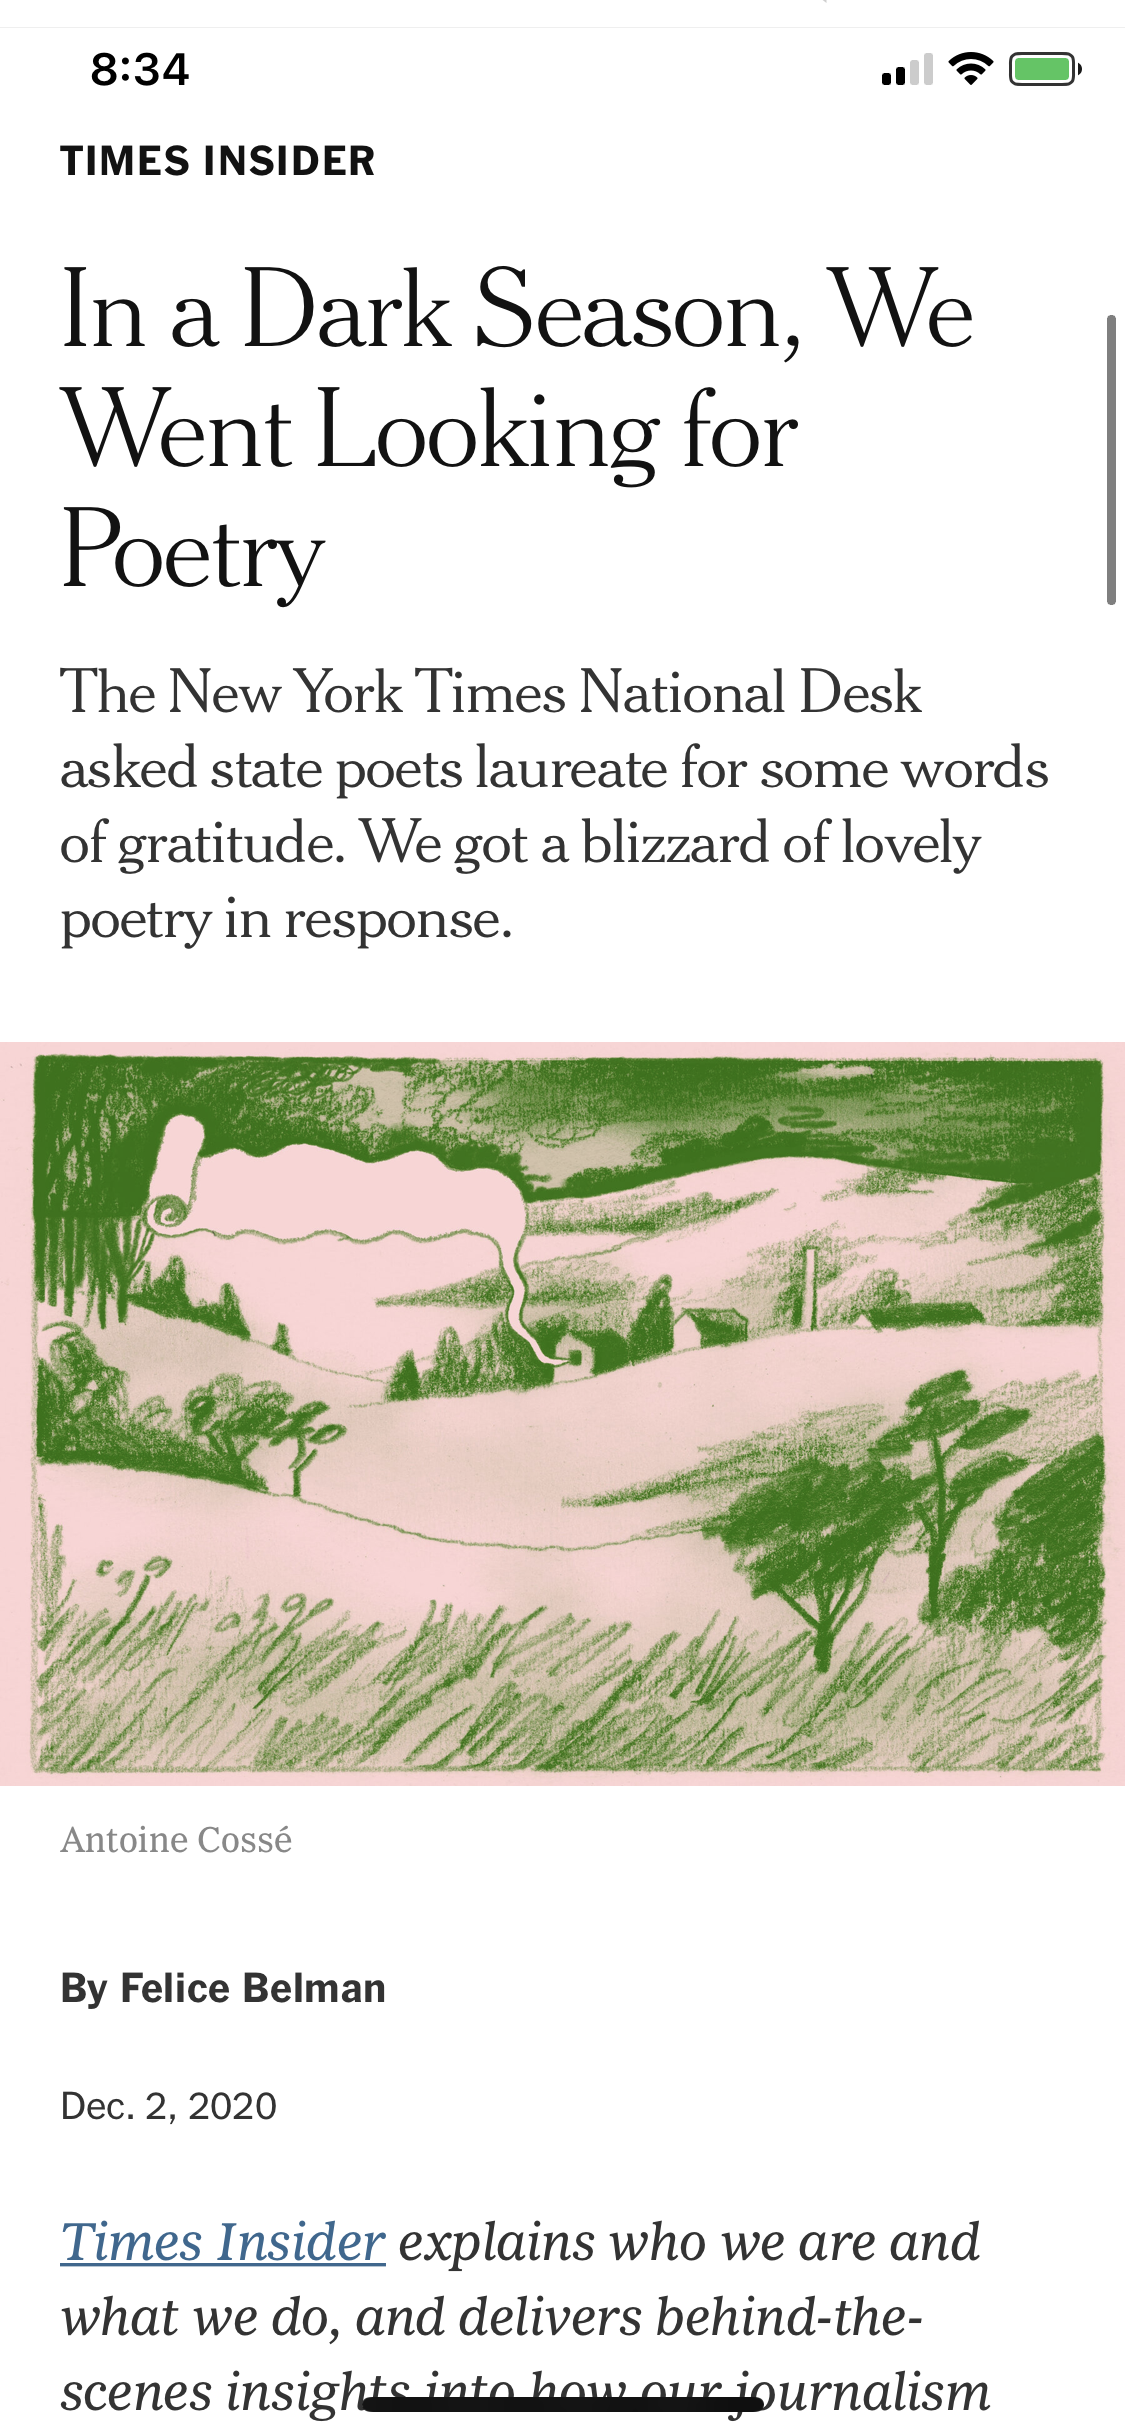 8:34
TIMES INSIDER
In a Dark Season, We
Went Looking for
Poetry
The New York Times National Desk
asked state poets laureate for some words
of gratitude. We got a blizzard of lovely
poetry in response.
Antoine Cossé
By Felice Belman
Dec. 2, 2020
Times Insider explains who we are and
what we do, and delivers behind-the-
scenes insights into how our journalism